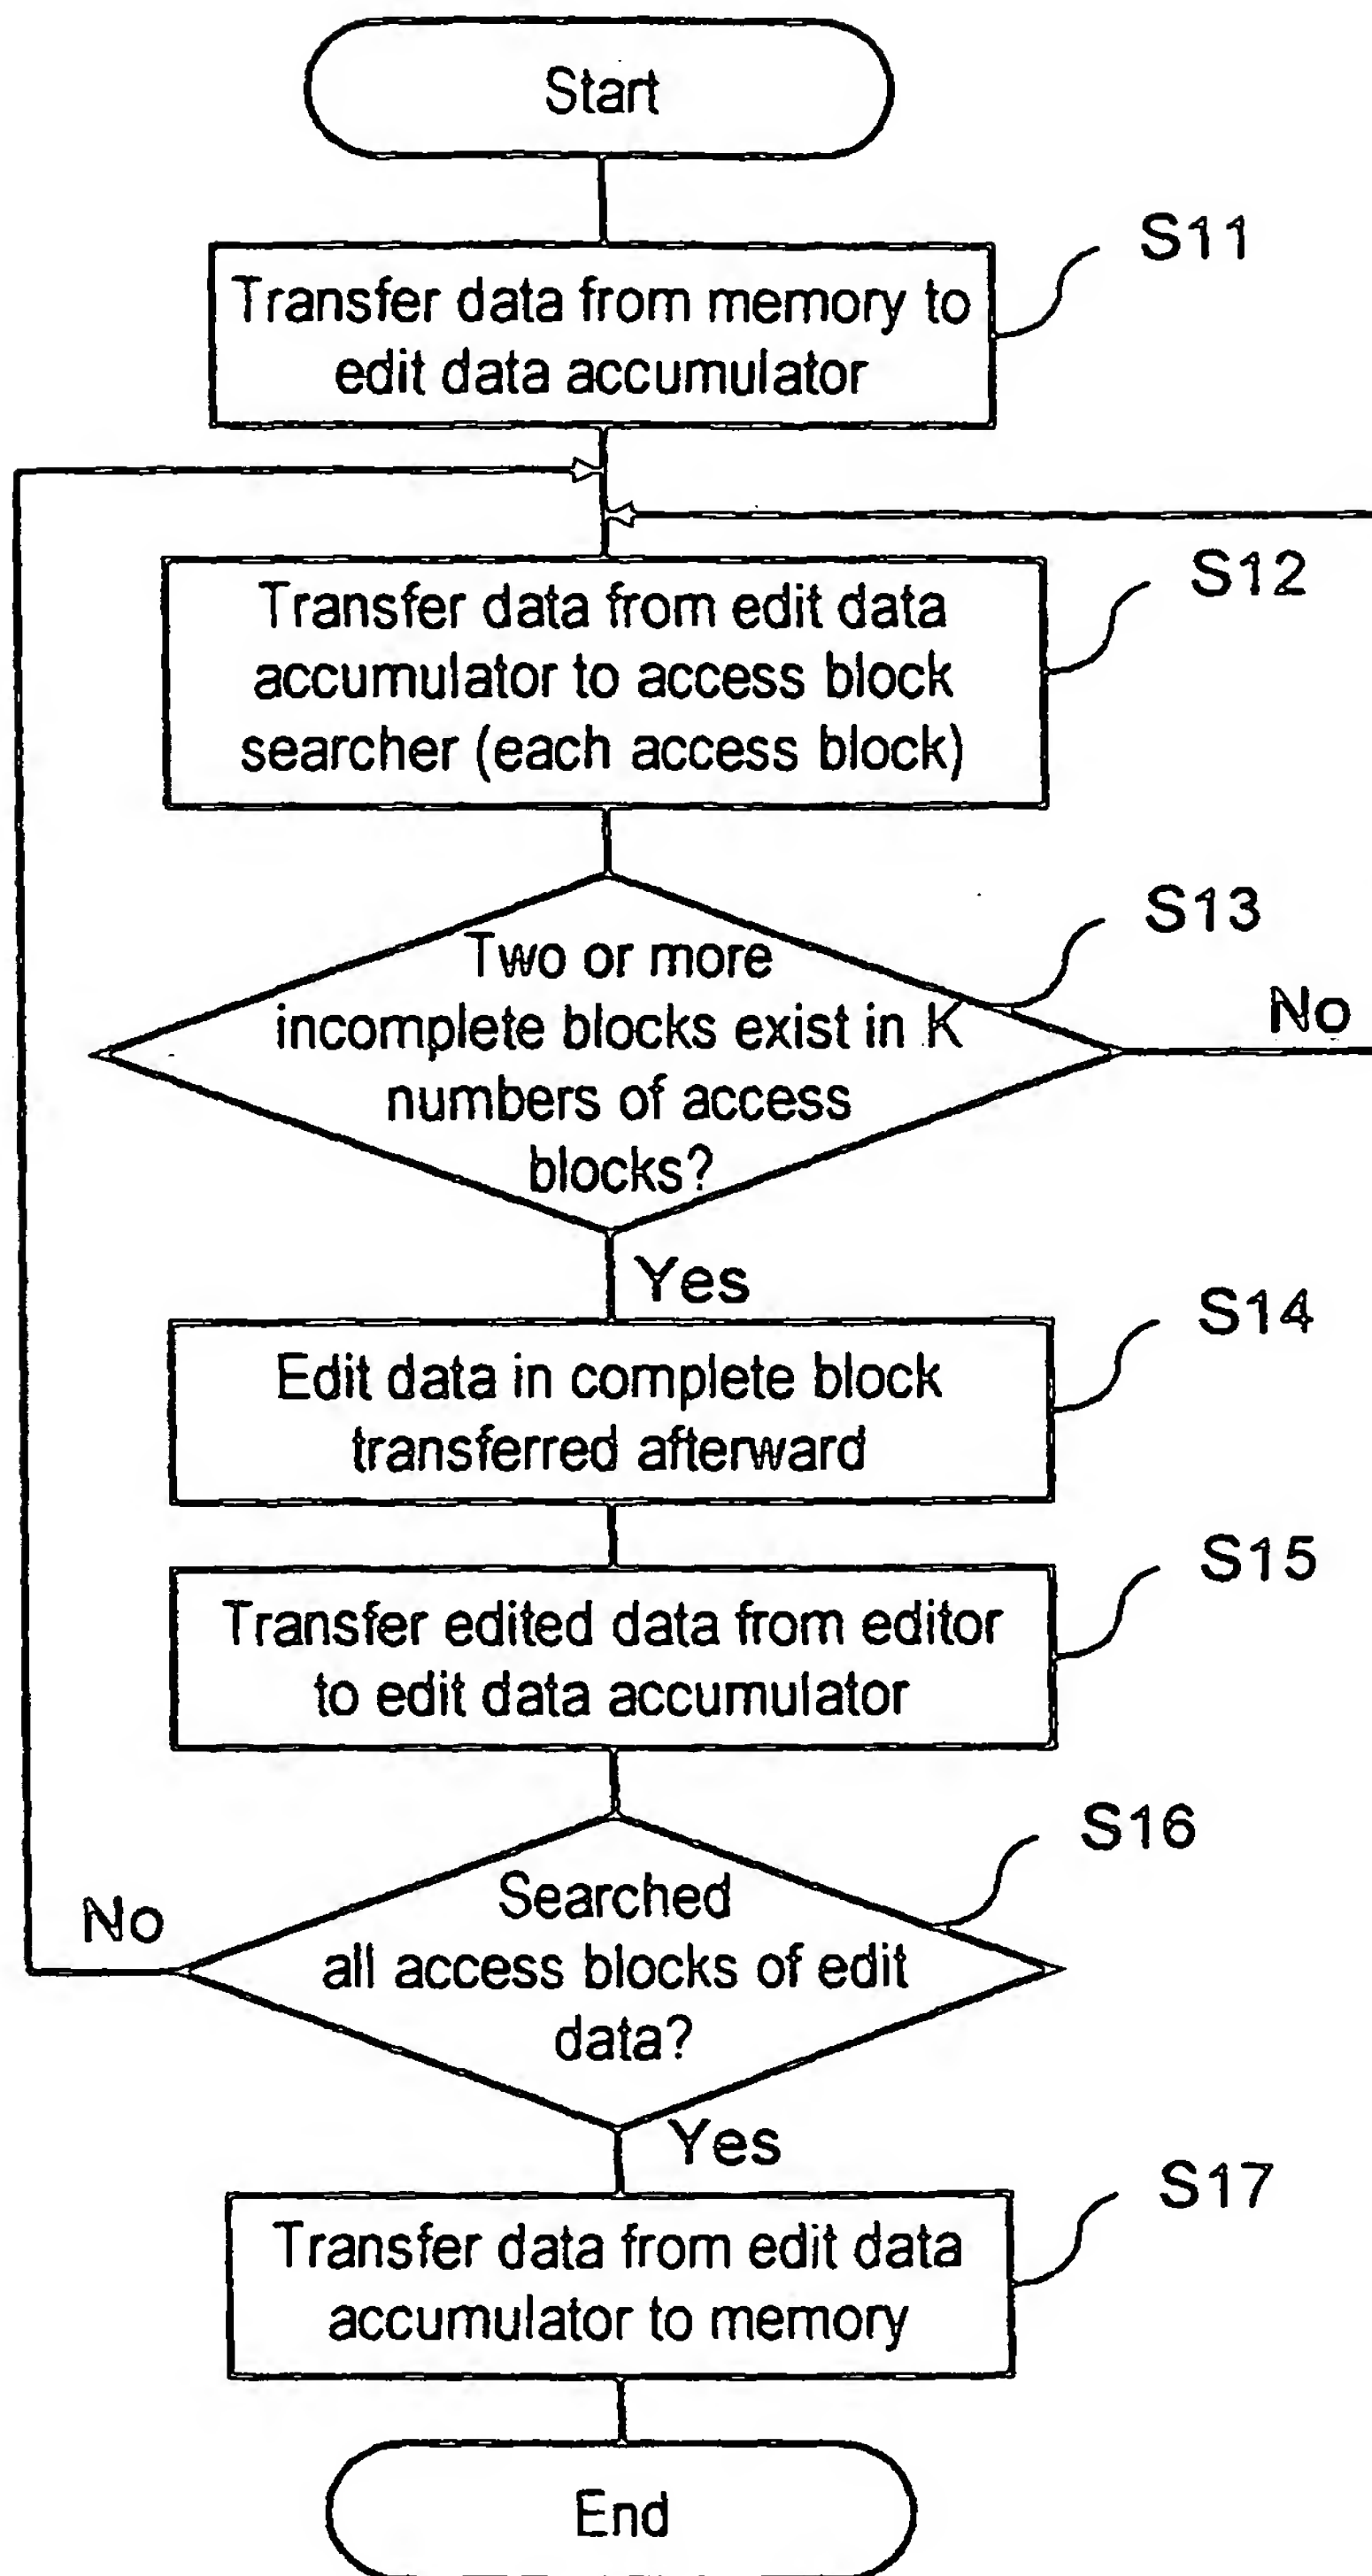 Start
S11
Transfer data from memory to
edit data accumulator
S12
Transfer data from edit data
accumulator to access block
searcher (each access block)
S13
Two or more
incomplete blocks exist in K
numbers of access
blocks?
No
Yes
S14
Edit data in complete block
transferred afterward
S15
Transfer edited data from editor
to edit data accumulator
S16
Searched
all access blocks of edit
data?
No
Yes
S17
Transfer data from edit data
accumulator to memory
End